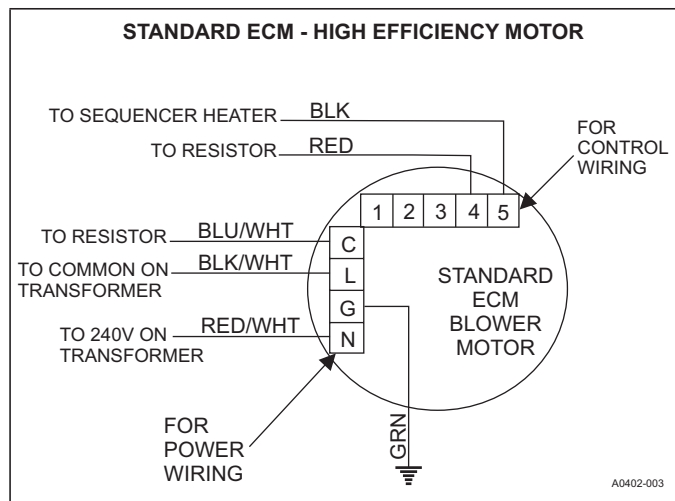 STANDARD ECM - HIGH EFFICIENCY MOTOR
TO SEQUENCER HEATER
BLK
TO RESISTOR
RED
FOR
CONTROL
WIRING
1 2 3 4 5
TO RESISTOR
BLU/WHT
C
TO COMMON ON
TRANSFORMER
BLK/WHT
L
G
TO 240V ON
TRANSFORMER
RED/WHT
N
STANDARD
ECM
BLOWER
MOTOR
FOR
POWER
WIRING
GRN
A0402-003